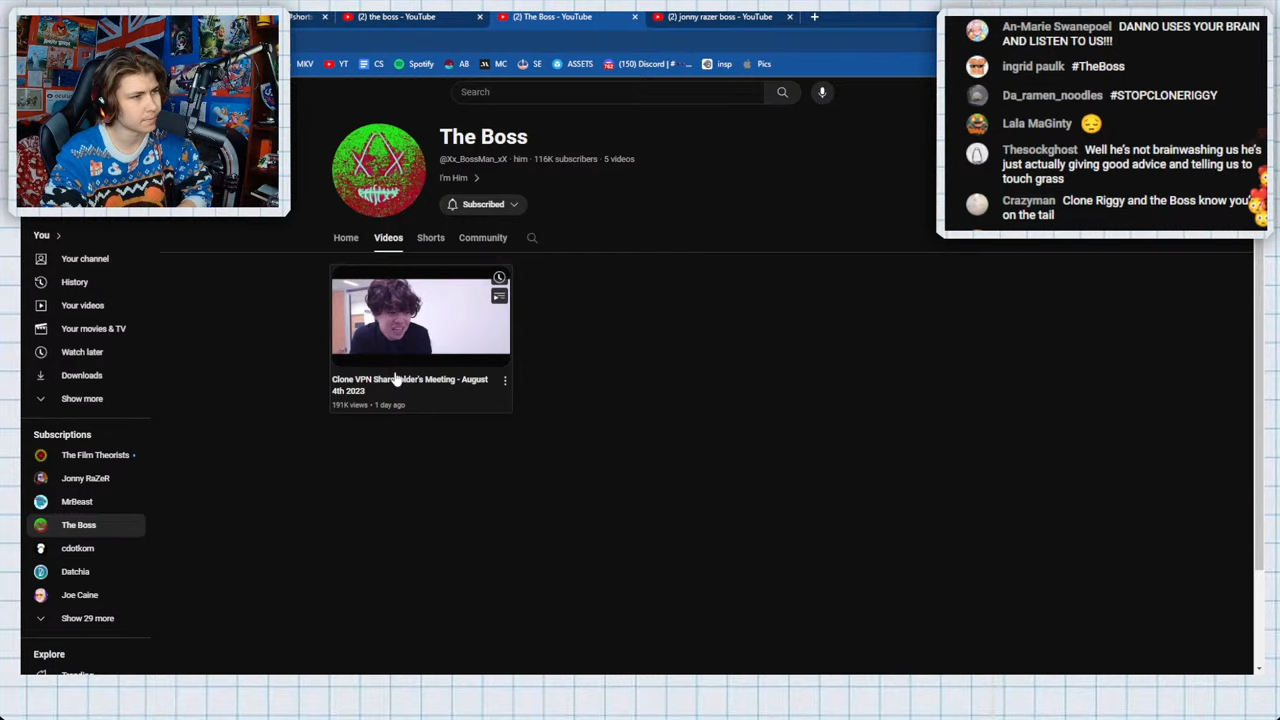 #shorts
(2) the boss - YouTube
(2) The Boss - YouTube
(2) jonny razer boss - YouTube
MKV
YT
CS
Spotify
AB
MC
SE
ASSETS
(150) Discord | # ...
insp
Pics
Search
The Boss
@Xx_BossMan_xX • him • 116K subscribers • 5 videos
I'm Him
Subscribed
Home
Videos
Shorts
Community
You
Your channel
History
Your videos
Your movies & TV
Watch later
Downloads
Show more
Subscriptions
The Film Theorists
Jonny RaZeR
MrBeast
The Boss
cdotkom
Datchia
Joe Caine
Show 29 more
Explore
Clone VPN Shareholder's Meeting - August
4th 2023
191K views • 1 day ago
An-Marie Swanepoel DANNO USES YOUR BRAIN
AND LISTEN TO US!!!
ingrid paulk #TheBoss
Da_ramen_noodles #STOPCLONERIGGY
Lala MaGinty
Thesockghost Well he's not brainwashing us he's
just actually giving good advice and telling us to
touch grass
Crazyman Clone Riggy and the Boss know you
on the tail